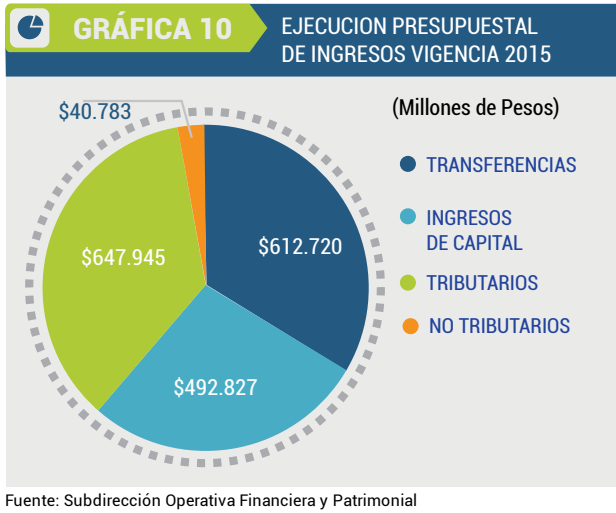 GRÁFICA 10
EJECUCION PRESUPUESTAL
DE INGRESOS VIGENCIA 2015
(Millones de Pesos)
$40.783
$647.945
$612.720
$492.827
TRANSFERENCIAS
INGRESOS
DE CAPITAL
TRIBUTARIOS
NO TRIBUTARIOS
Fuente: Subdirección Operativa Financiera y Patrimonial